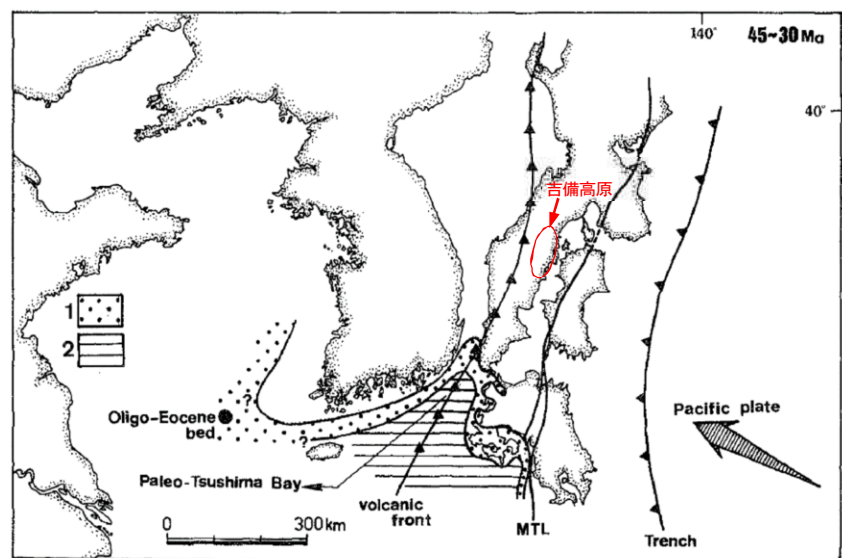 140° 45~30 Ma
40°
吉備高原
1
2
?
Oligo-Eocene
bed
?
Pacific plate
Paleo-Tsushima Bay
volcanic
front
0 300 km
MTL
Trench